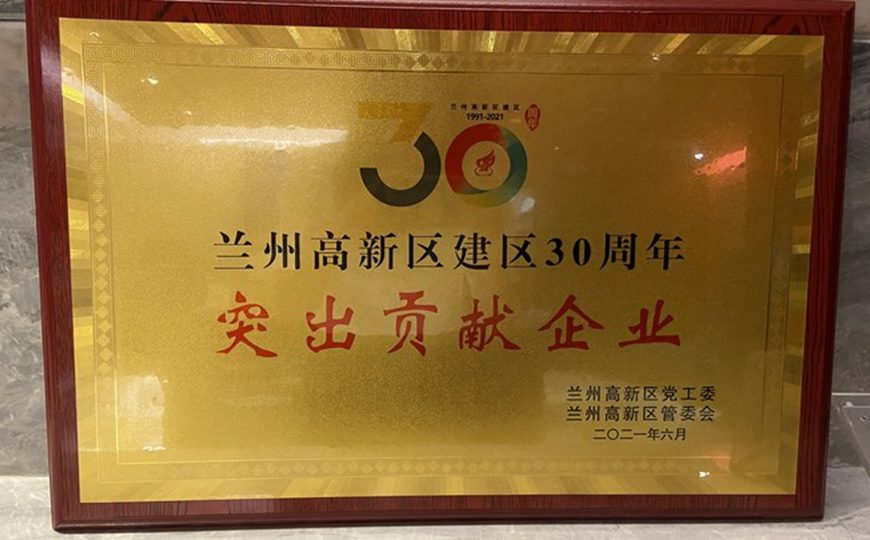 兰州高新区建区
1991-2021
周年
30
兰州高新区建区30周年
突出贡献企业
兰州高新区党工委
兰州高新区管委会
二〇二一年六月